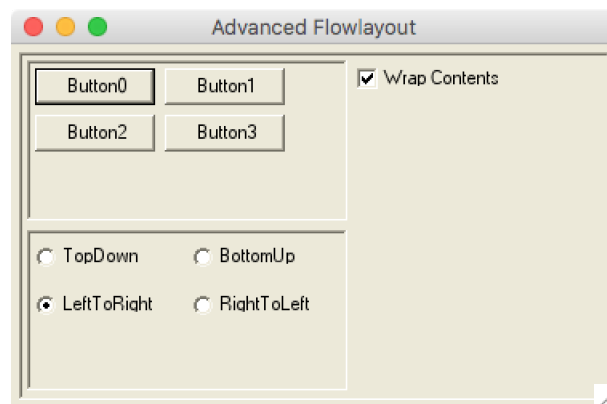 Advanced Flowlayout
Button0 Button1
Wrap Contents
Button2 Button3
TopDown BottomUp
LeftToRight RightToLeft